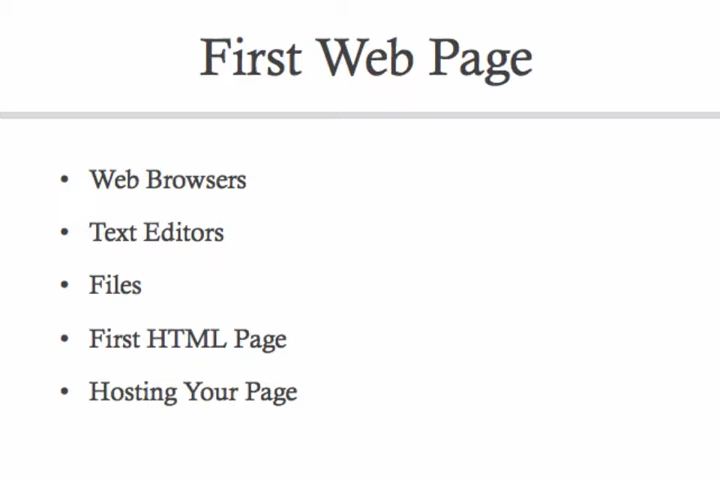 First Web Page
• Web Browsers
• Text Editors
• Files
• First HTML Page
• Hosting Your Page